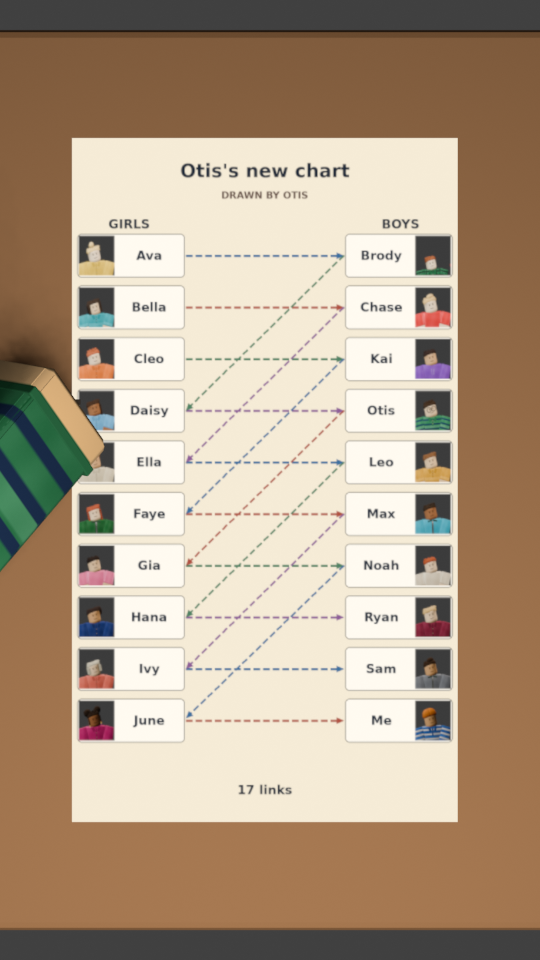 Otis's new chart
DRAWN BY OTIS
GIRLS BOYS
Ava Brody
Bella Chase
Cleo Kai
Daisy Otis
Ella Leo
Faye Max
Gia Noah
Hana Ryan
Ivy Sam
June Me
17 links